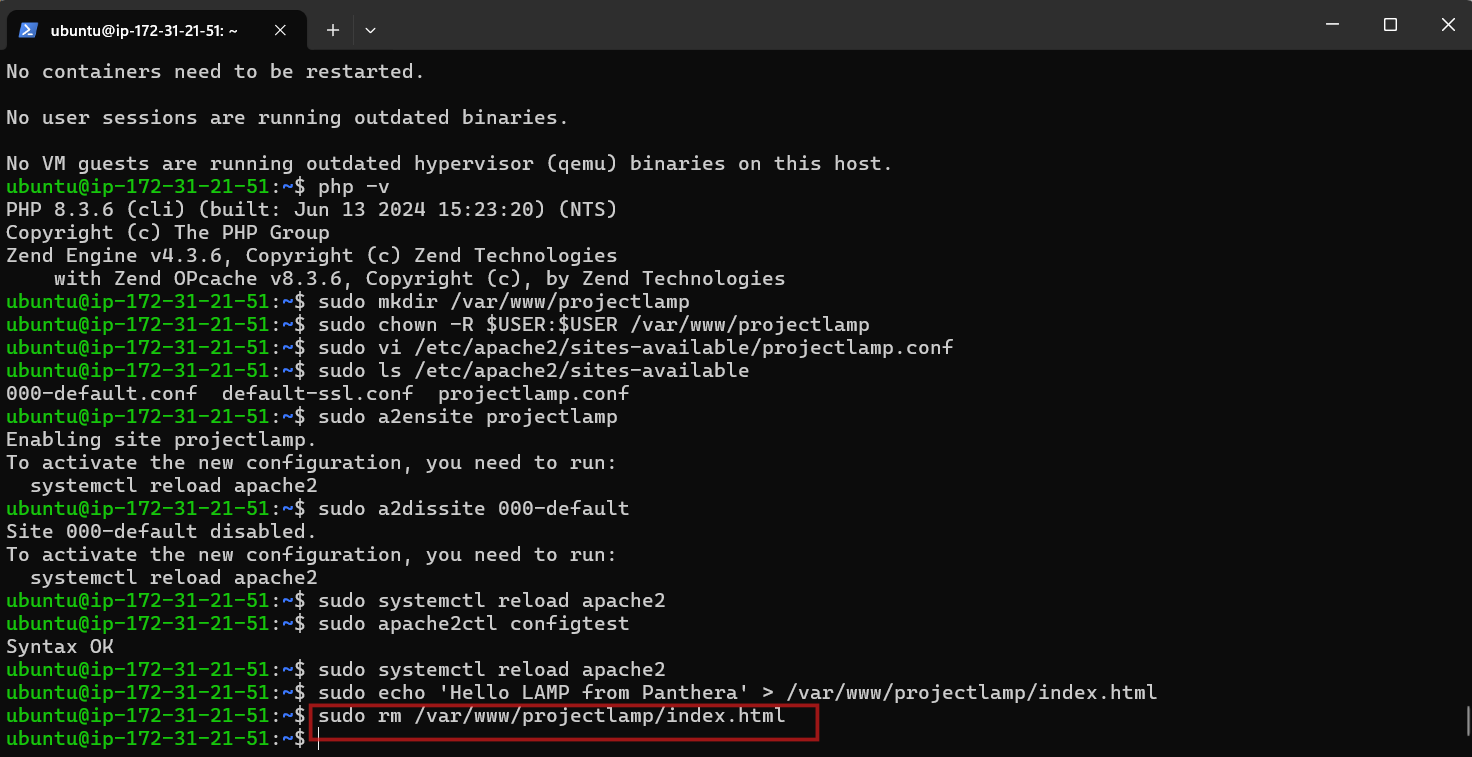 ubuntu@ip-172-31-21-51: ~
No containers need to be restarted.
No user sessions are running outdated binaries.
No VM guests are running outdated hypervisor (qemu) binaries on this host.
ubuntu@ip-172-31-21-51:~$ php -v
PHP 8.3.6 (cli) (built: Jun 13 2024 15:23:20) (NTS)
Copyright (c) The PHP Group
Zend Engine v4.3.6, Copyright (c) Zend Technologies
    with Zend OPcache v8.3.6, Copyright (c), by Zend Technologies
ubuntu@ip-172-31-21-51:~$ sudo mkdir /var/www/projectlamp
ubuntu@ip-172-31-21-51:~$ sudo chown -R $USER:$USER /var/www/projectlamp
ubuntu@ip-172-31-21-51:~$ sudo vi /etc/apache2/sites-available/projectlamp.conf
ubuntu@ip-172-31-21-51:~$ sudo ls /etc/apache2/sites-available
000-default.conf  default-ssl.conf  projectlamp.conf
ubuntu@ip-172-31-21-51:~$ sudo a2ensite projectlamp
Enabling site projectlamp.
To activate the new configuration, you need to run:
  systemctl reload apache2
ubuntu@ip-172-31-21-51:~$ sudo a2dissite 000-default
Site 000-default disabled.
To activate the new configuration, you need to run:
  systemctl reload apache2
ubuntu@ip-172-31-21-51:~$ sudo systemctl reload apache2
ubuntu@ip-172-31-21-51:~$ sudo apache2ctl configtest
Syntax OK
ubuntu@ip-172-31-21-51:~$ sudo systemctl reload apache2
ubuntu@ip-172-31-21-51:~$ sudo echo 'Hello LAMP from Panthera' > /var/www/projectlamp/index.html
ubuntu@ip-172-31-21-51:~$ sudo rm /var/www/projectlamp/index.html
ubuntu@ip-172-31-21-51:~$